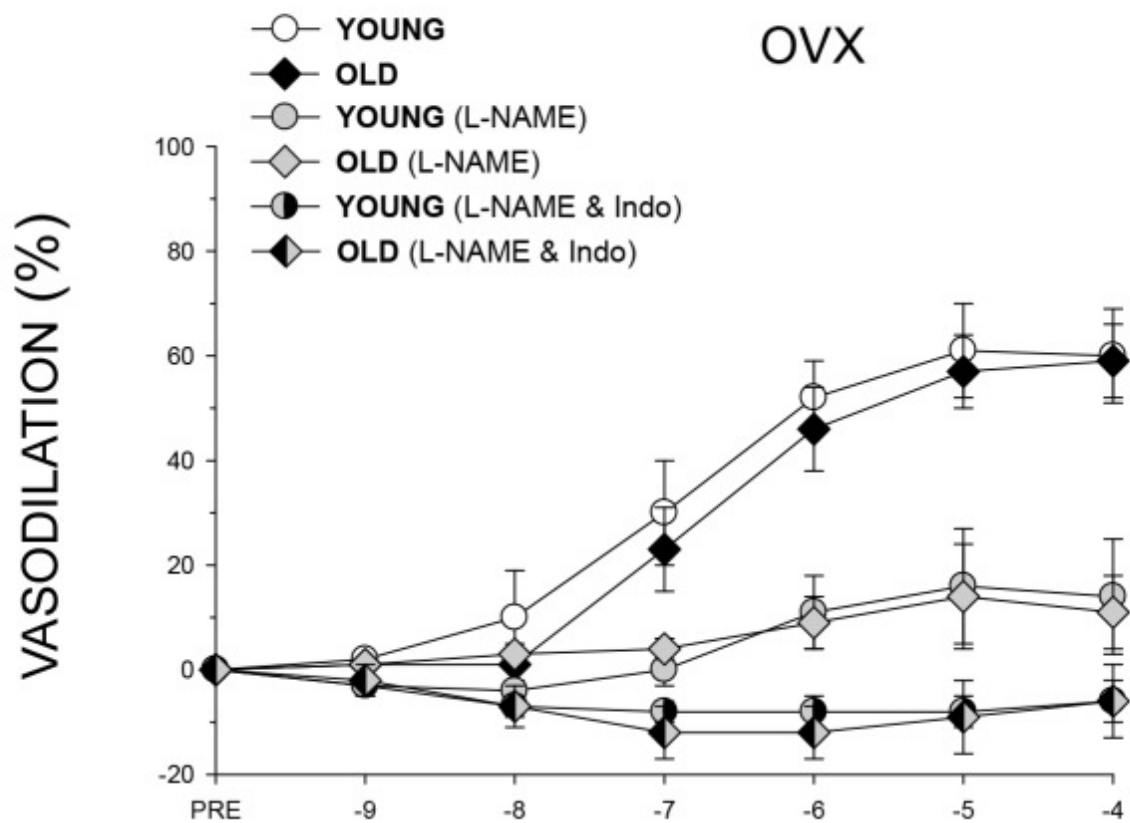 YOUNG
OVX
OLD
YOUNG (L-NAME)
OLD (L-NAME)
YOUNG (L-NAME & Indo)
OLD (L-NAME & Indo)
VASODILATION (%)
100
80
60
40
20
0
-20
PRE -9 -8 -7 -6 -5 -4